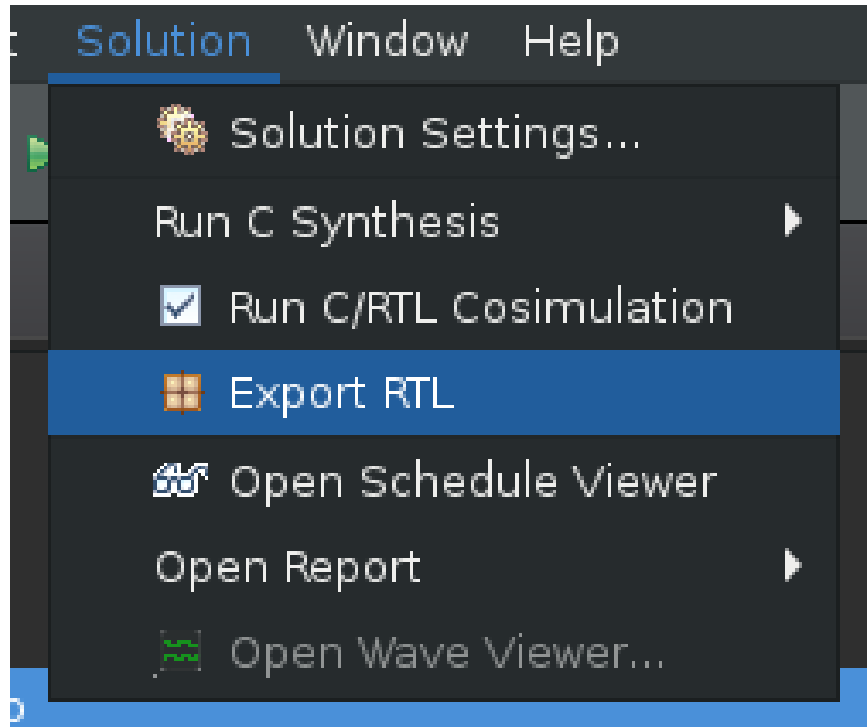 Solution Window Help
Solution Settings...
Run C Synthesis
Run C/RTL Cosimulation
Export RTL
Open Schedule Viewer
Open Report
Open Wave Viewer...